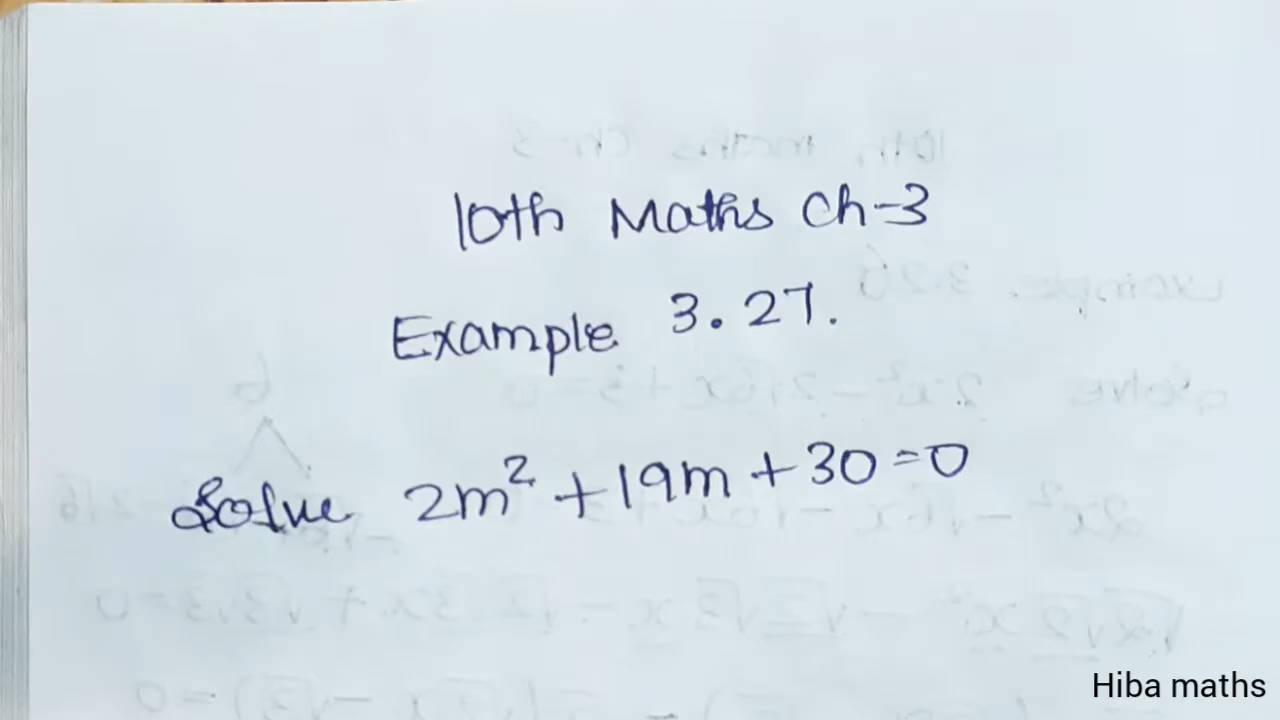 10th Maths Ch-3
Example 3.27.
Solve 2m² + 19m + 30 = 0
Hiba maths